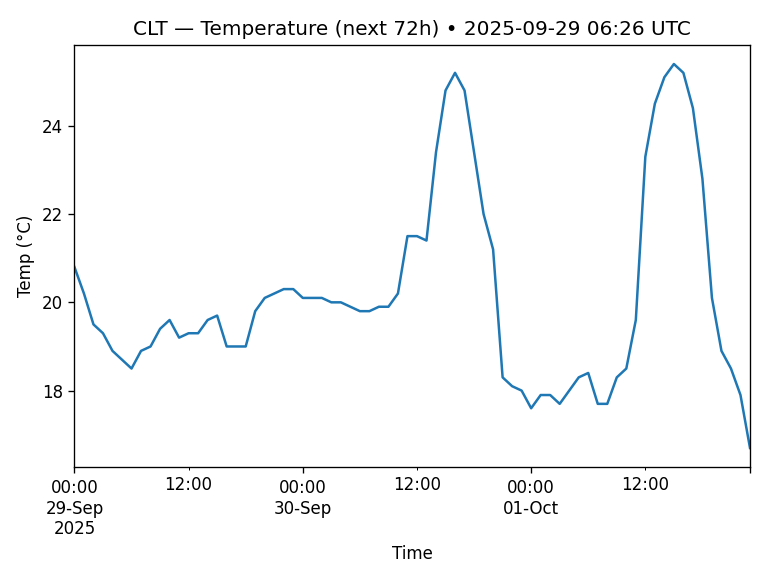 CLT — Temperature (next 72h) • 2025-09-29 06:26 UTC
Temp (°C)
24
22
20
18
00:00 12:00 00:00 12:00 00:00 12:00
29-Sep 30-Sep 01-Oct
2025
Time